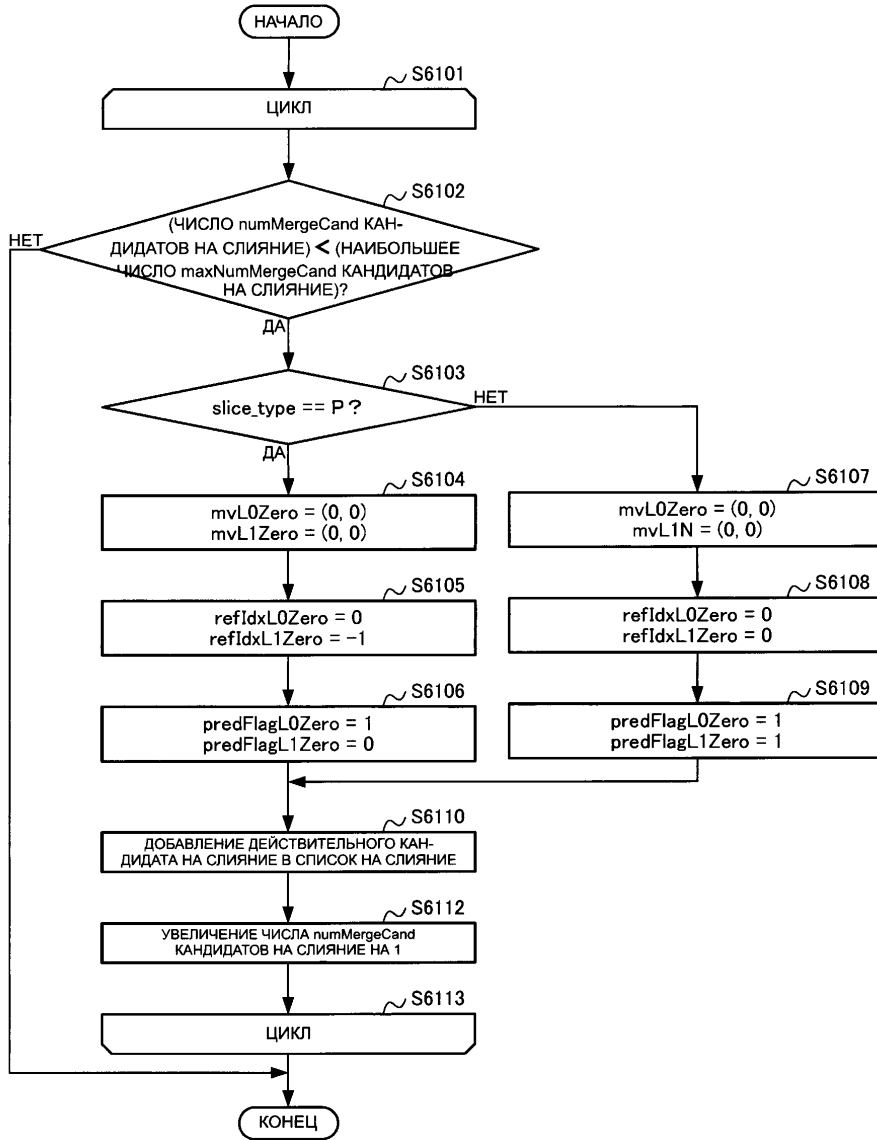 НАЧАЛО
S6101
ЦИКЛ
S6102
(ЧИСЛО numMergeCand КАН-
ДИДАТОВ НА СЛИЯНИЕ) < (НАИБОЛЬШЕЕ
ЧИСЛО maxNumMergeCand КАНДИДАТОВ
НА СЛИЯНИЕ)?
НЕТ
ДА
S6103
slice_type == P?
НЕТ
ДА
S6104
mvL0Zero = (0, 0)
mvL1Zero = (0, 0)
S6107
mvL0Zero = (0, 0)
mvL1N = (0, 0)
S6105
refIdxL0Zero = 0
refIdxL1Zero = -1
S6108
refIdxL0Zero = 0
refIdxL1Zero = 0
S6106
predFlagL0Zero = 1
predFlagL1Zero = 0
S6109
predFlagL0Zero = 1
predFlagL1Zero = 1
S6110
ДОБАВЛЕНИЕ ДЕЙСТВИТЕЛЬНОГО КАН-
ДИДАТА НА СЛИЯНИЕ В СПИСОК НА СЛИЯНИЕ
S6112
УВЕЛИЧЕНИЕ ЧИСЛА numMergeCand
КАНДИДАТОВ НА СЛИЯНИЕ НА 1
S6113
ЦИКЛ
КОНЕЦ